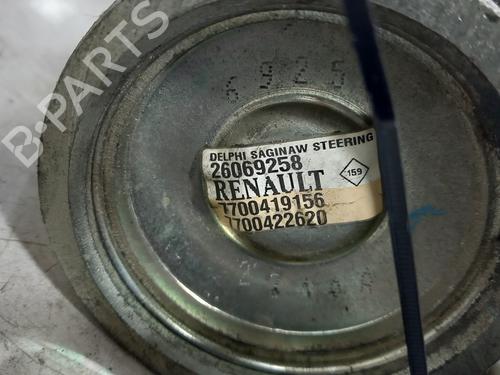 B-PARTS
6925
DELPHI SAGINAW STEERING
26069258
RENAULT
159
7700419156
7700422620